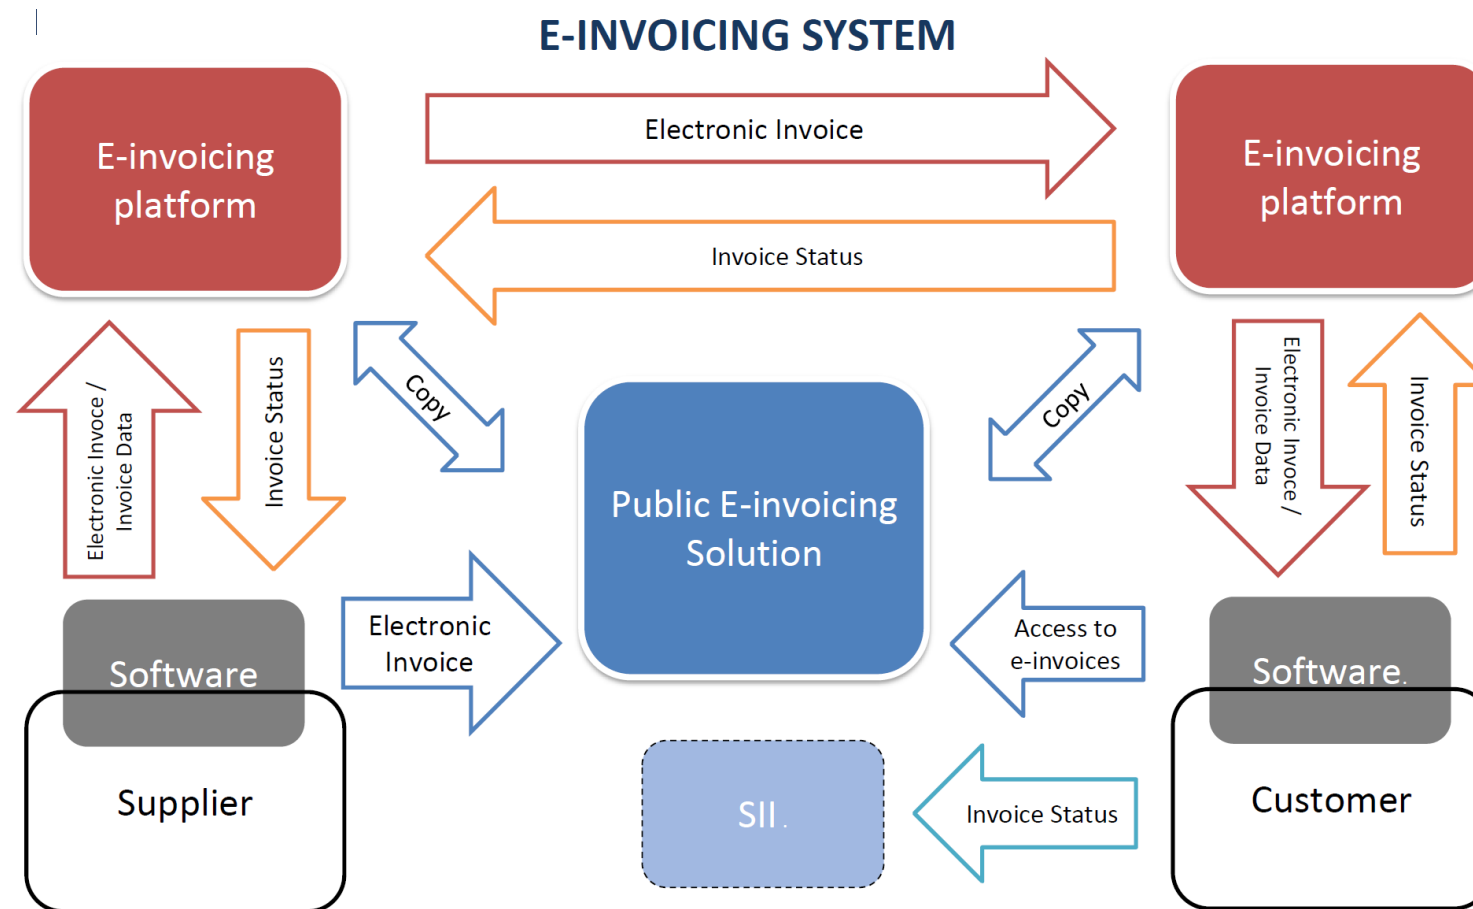 E-INVOICING SYSTEM
E-invoicing
platform
Electronic Invoice
E-invoicing
platform
Invoice Status
Electronic Invoce /
Invoice Data
Invoice Status
Copy
Copy
Electronic Invoce /
Invoice Data
Invoice Status
Public E-invoicing
Solution
Software
Electronic
Invoice
Access to
e-invoices
Software.
Supplier
SII.
Invoice Status
Customer